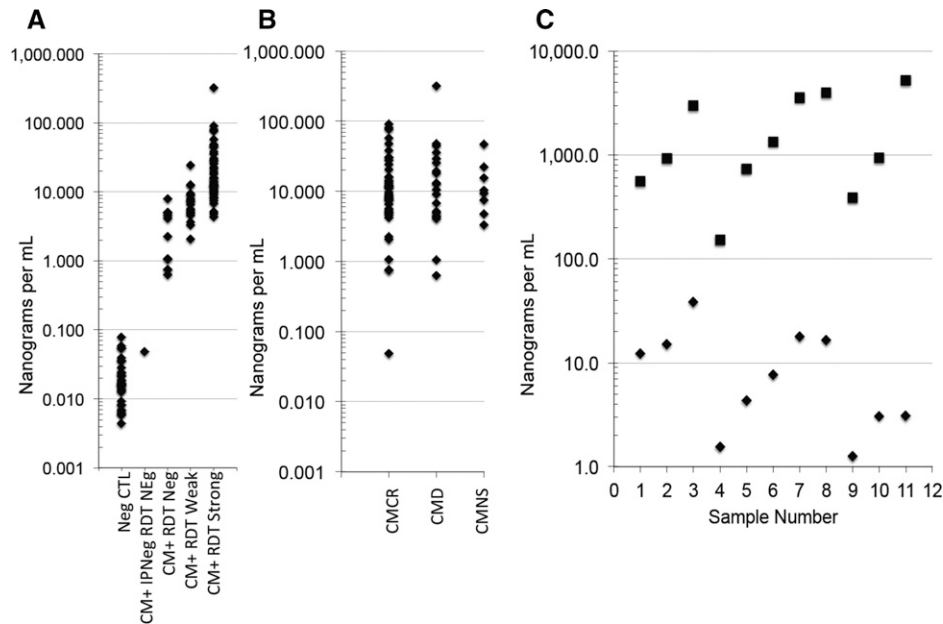 A
1,000.000
100.000
10.000
1.000
0.100
0.010
0.001
Nanograms per mL
Neg CTL
CM+ IPNeg RDT NEg
CM+ RDT Neg
CM+ RDT Weak
CM+ RDT Strong
B
1,000.000
100.000
10.000
1.000
0.100
0.010
0.001
Nanograms per mL
CMCR
CMD
CMNS
C
10,000.0
1,000.0
100.0
10.0
1.0
Nanograms per mL
0 1 2 3 4 5 6 7 8 9 10 11 12
Sample Number